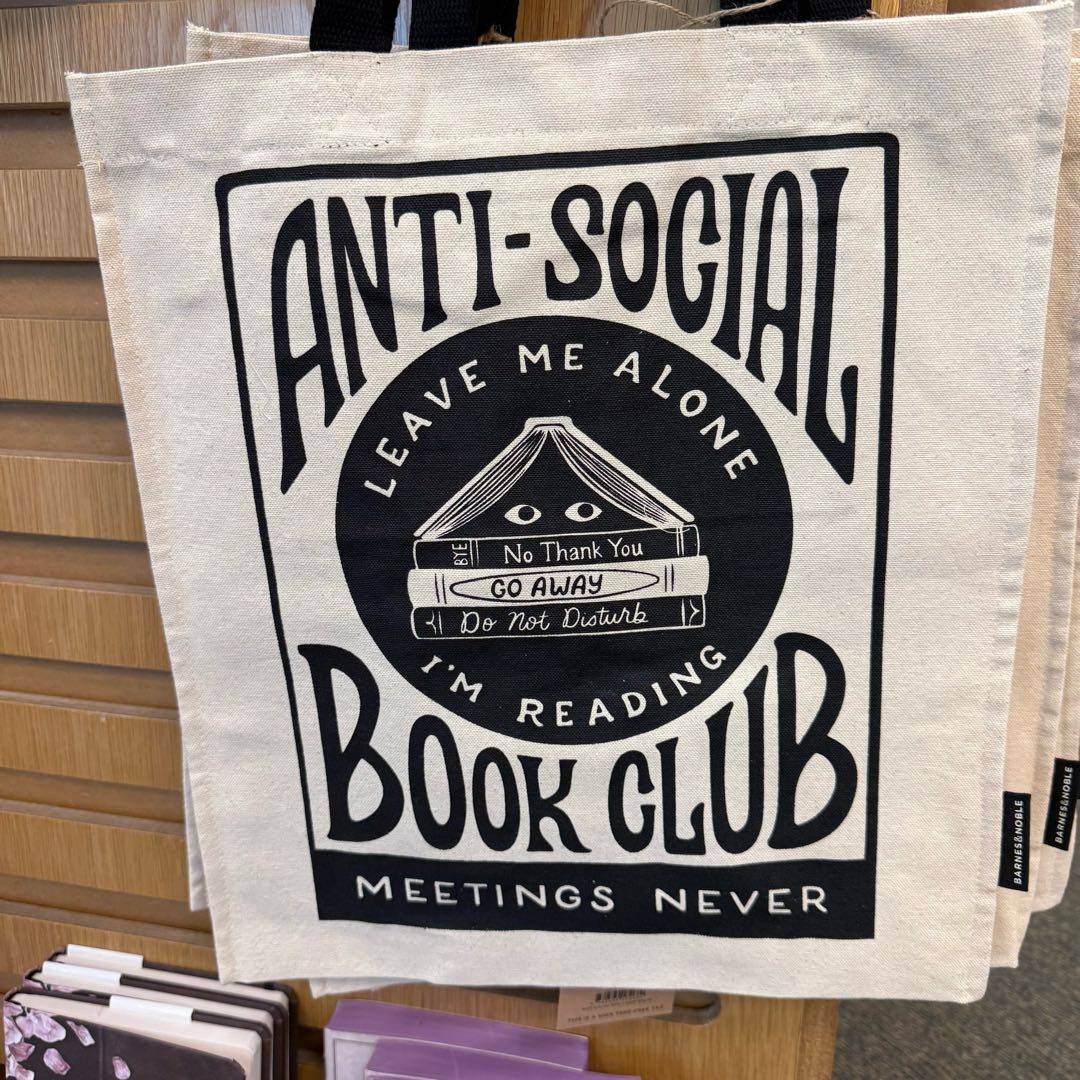 ANTI-SOCIAL
LEAVE ME ALONE
BYE
No Thank You
GO AWAY
Do Not Disturb
I'M READING
BOOK CLUB
MEETINGS NEVER
BARNES&NOBLE
BARNES&NOBLE